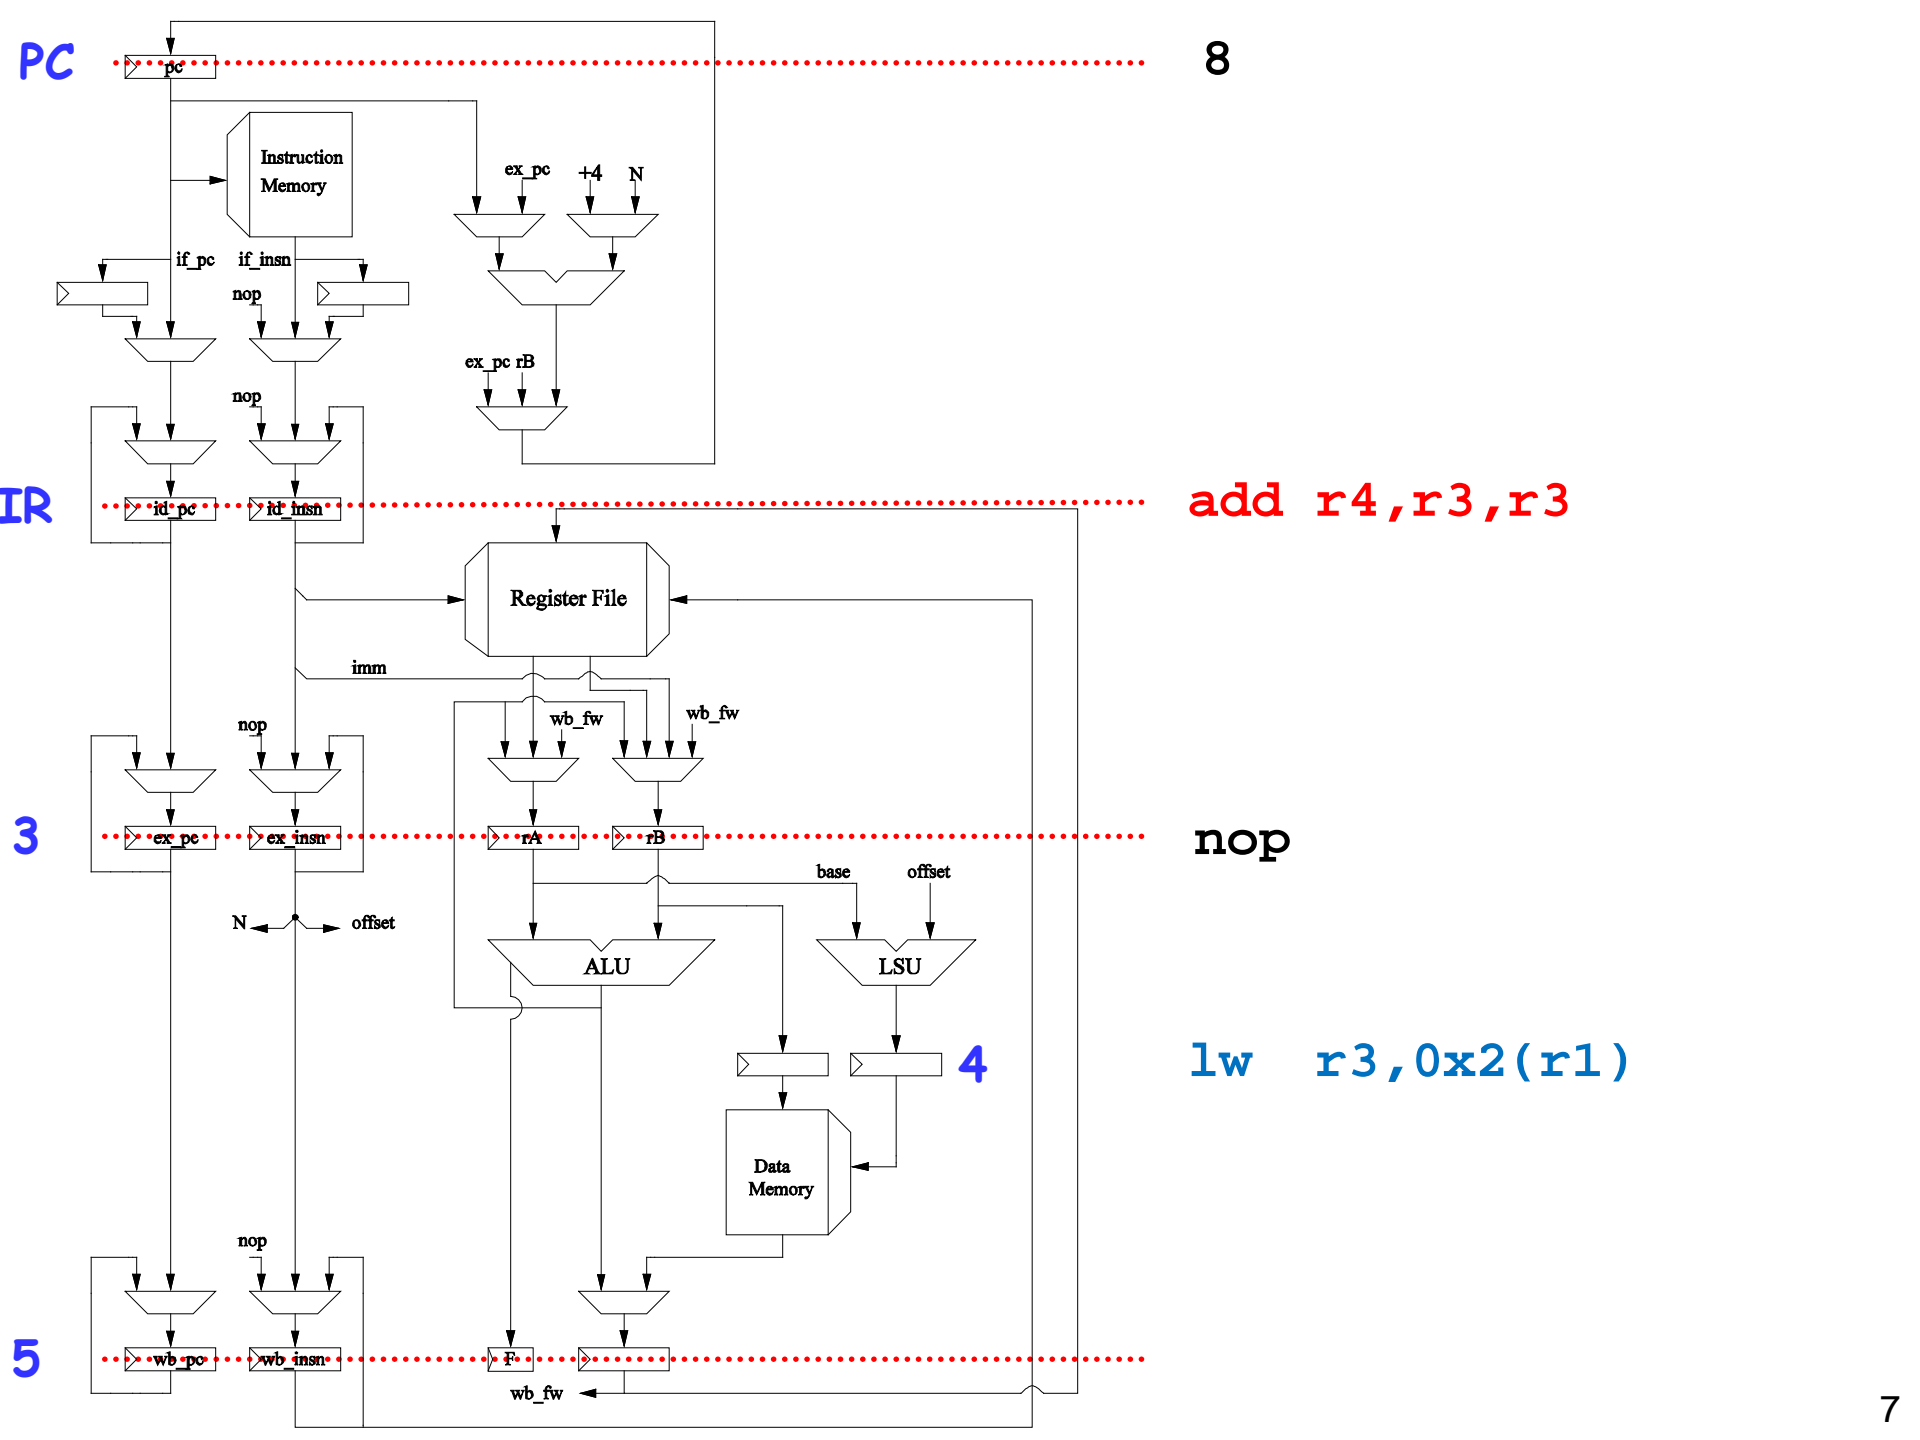 PC
pc
8
Instruction
Memory
ex_pc
+4
N
if_pc
if_insn
nop
ex_pc rB
nop
IR
id_pc
id_insn
add r4,r3,r3
Register File
imm
nop
wb_fw
wb_fw
3
ex_pc
ex_insn
rA
rB
nop
base
offset
N
offset
ALU
LSU
4
lw r3,0x2(r1)
Data
Memory
nop
5
wb_pc
wb_insn
F
wb_fw
7